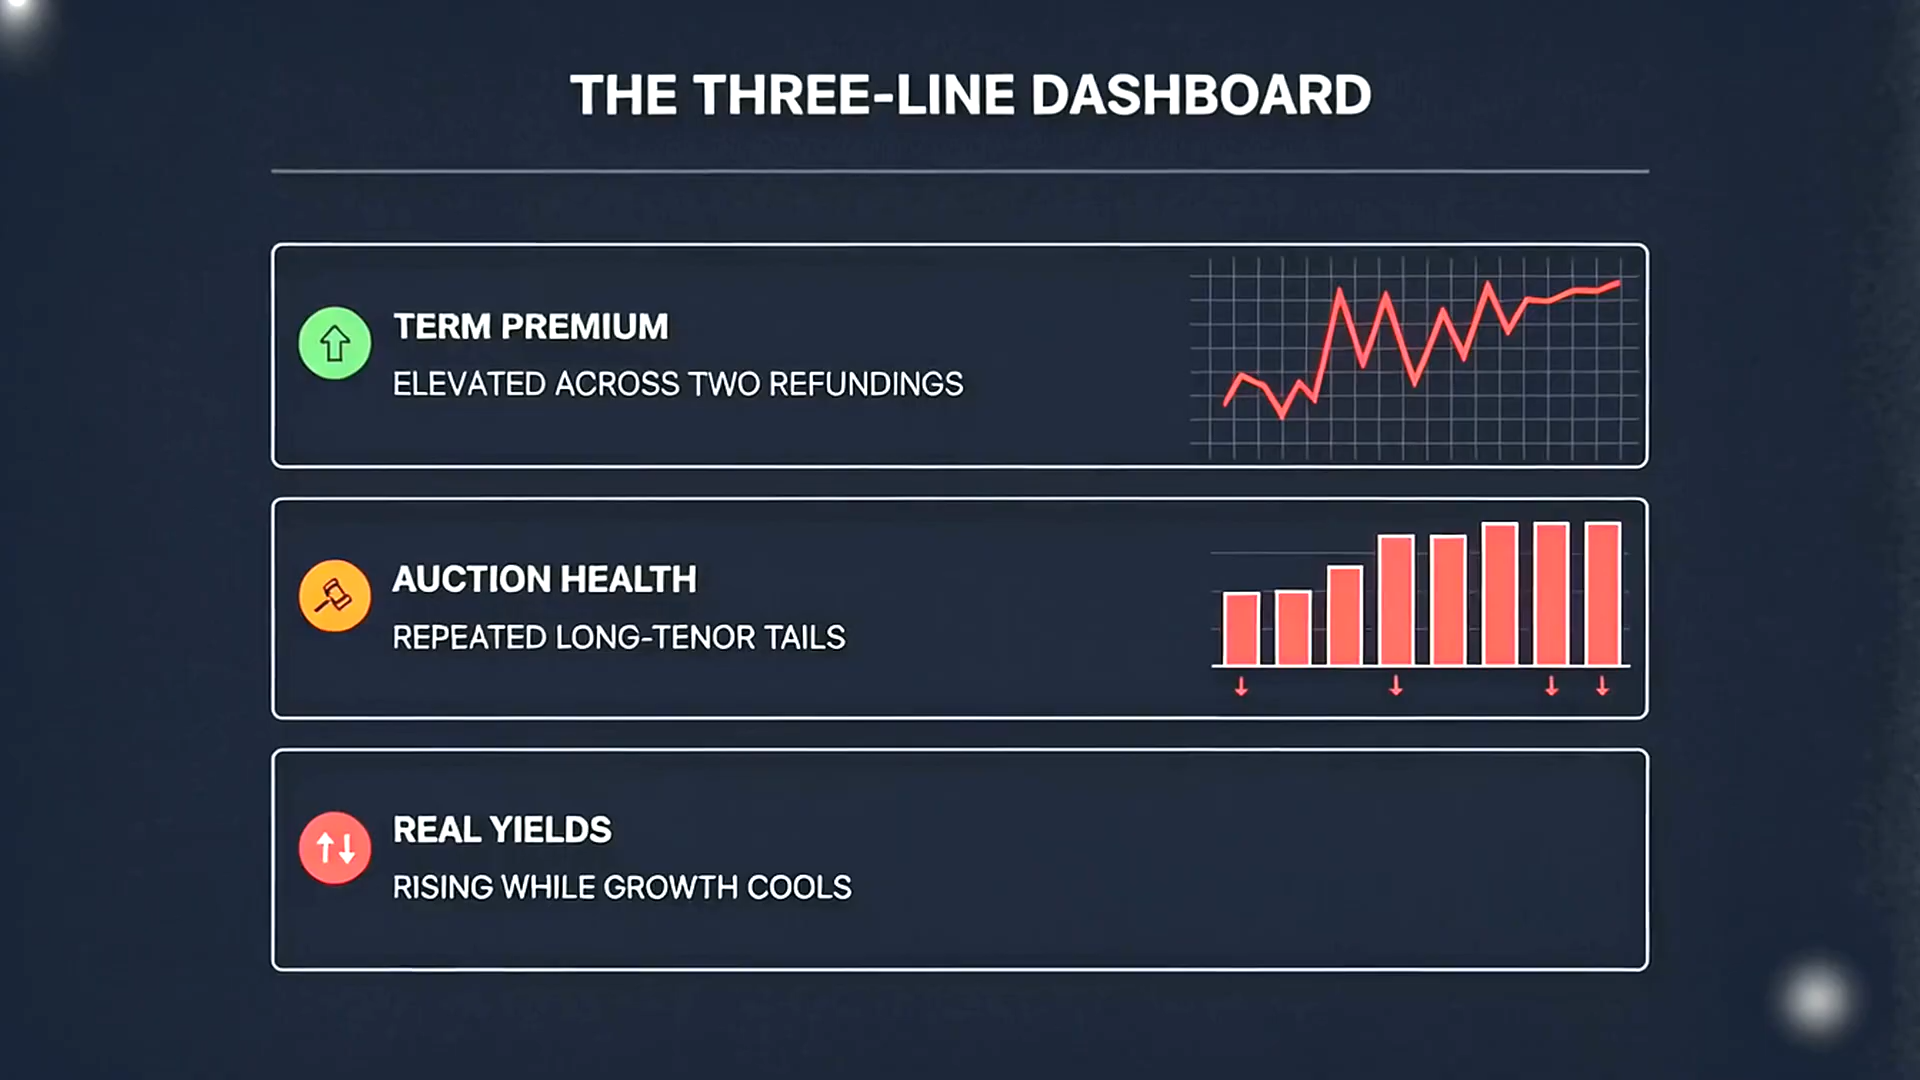 THE THREE-LINE DASHBOARD
TERM PREMIUM
ELEVATED ACROSS TWO REFUNDINGS
AUCTION HEALTH
REPEATED LONG-TENOR TAILS
REAL YIELDS
RISING WHILE GROWTH COOLS